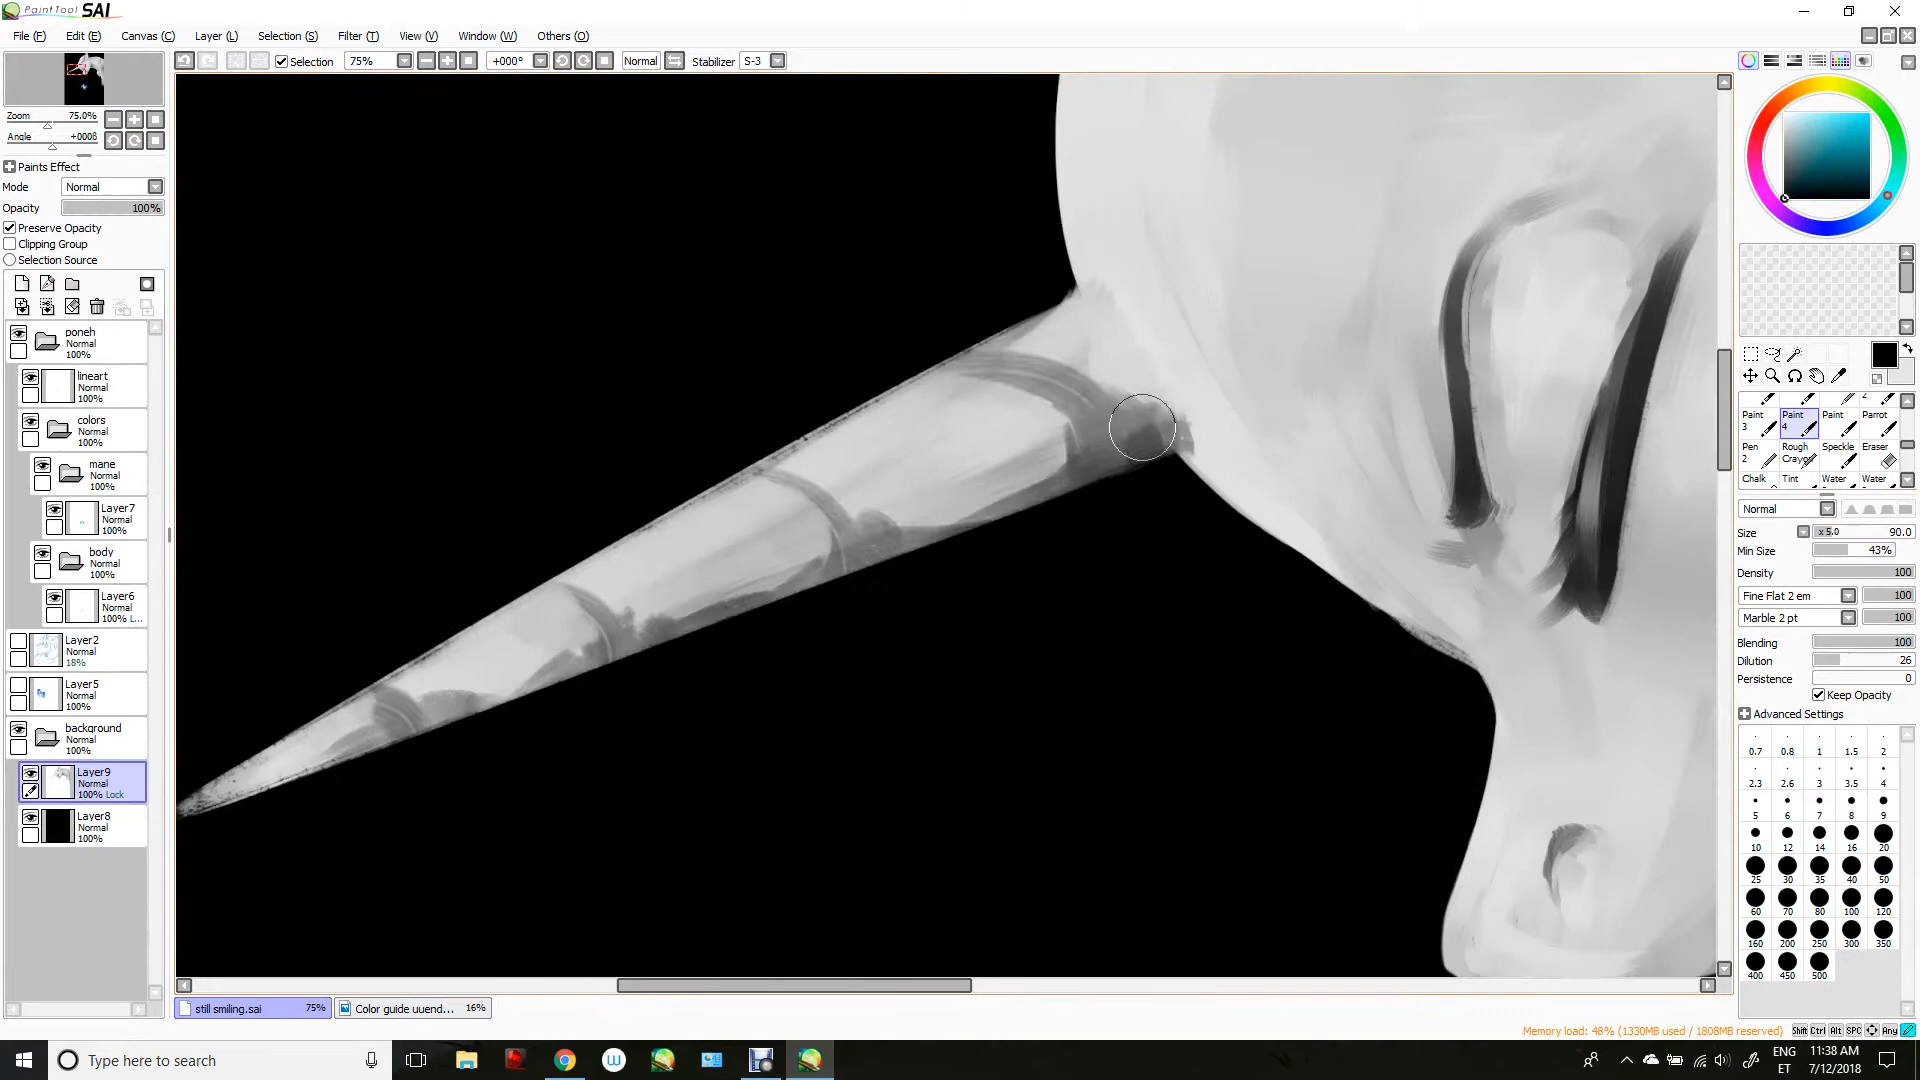 PaintTool SAI
File (F) Edit (E) Canvas (C) Layer (L) Selection (S) Filter (T) View (V) Window (W) Others (O)
Selection 75% +000° Normal Stabilizer S-3
Zoom 75.0%
Angle +000ß
Paints Effect
Mode Normal
Opacity 100%
Preserve Opacity
Clipping Group
Selection Source
poneh
Normal
100%
lineart
Normal
100%
colors
Normal
100%
mane
Normal
100%
Layer7
Normal
100%
body
Normal
100%
Layer6
Normal
100% L...
Layer2
Normal
18%
Layer5
Normal
100%
background
Normal
100%
Layer9
Normal
100% Lock
Layer8
Normal
100%
2
Paint 3 Paint 4 Paint Parrot
Pen 2 Rough Crayon Speckle Eraser
Chalk Tint Water Water
Normal
Size x 5.0 90.0
Min Size 43%
Density 100
Fine Flat 2 em 100
Marble 2 pt 100
Blending 100
Dilution 26
Persistence 0
Keep Opacity
Advanced Settings
0.7 0.8 1 1.5 2
2.3 2.6 3 3.5 4
5 6 7 8 9
10 12 14 16 20
25 30 35 40 50
60 70 80 100 120
160 200 250 300 350
400 450 500
still smiling.sai 75% Color guide uuend... 16%
Memory load: 48% (1330MB used / 1808MB reserved) Shift Ctrl Alt SPC Any
Type here to search
ENG 11:38 AM
ET 7/12/2018